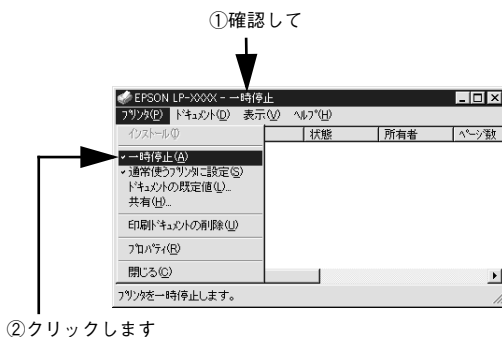 ①確認して
EPSON LP-XXXX - 一時停止
プリンタ(P) ドキュメント(D) 表示(V) ヘルプ(H)
インストール(I)
状態 所有者 ページ数
✓一時停止(A)
✓通常使うプリンタに設定(S)
ドキュメントの既定値(L)...
共有(H)...
印刷ドキュメントの削除(U)
プロパティ(R)
閉じる(C)
プリンタを一時停止します。
②クリックします